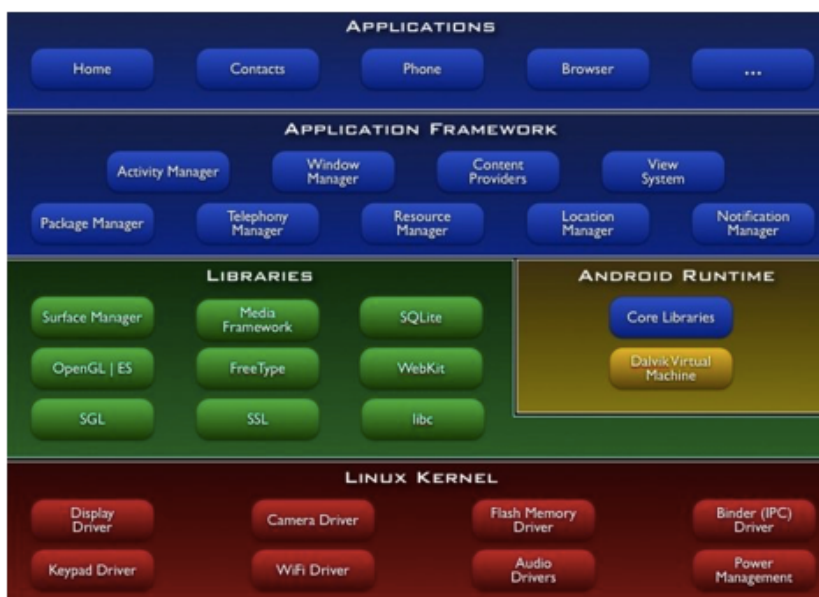 APPLICATIONS
Home Contacts Phone Browser ...
APPLICATION FRAMEWORK
Activity Manager Window Manager Content Providers View System
Package Manager Telephony Manager Resource Manager Location Manager Notification Manager
LIBRARIES
Surface Manager Media Framework SQLite
OpenGL | ES FreeType WebKit
SGL SSL libc
ANDROID RUNTIME
Core Libraries
Dalvik Virtual Machine
LINUX KERNEL
Display Driver Camera Driver Flash Memory Driver Binder (IPC) Driver
Keypad Driver WiFi Driver Audio Drivers Power Management